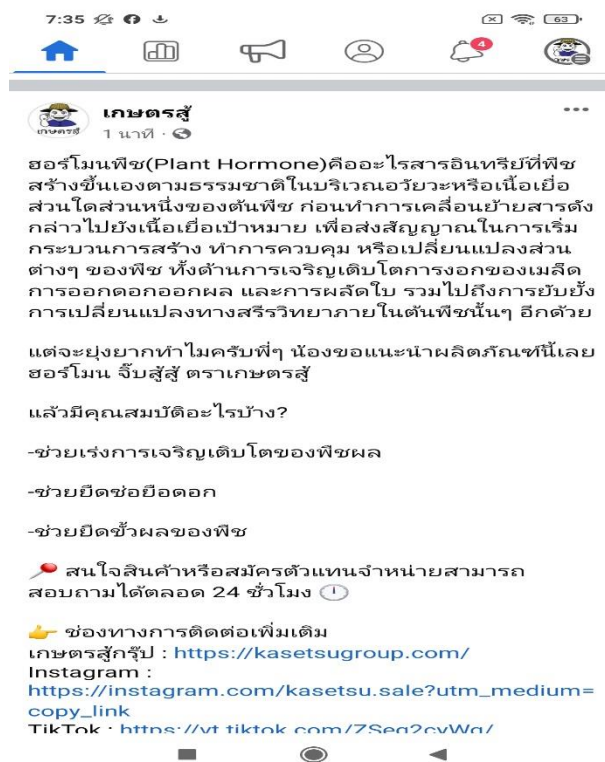 7:35
63
4
เกษตรสู้
เกษตรสู้
1 นาที ·
ฮอร์โมนพืช(Plant Hormone)คืออะไรสารอินทรีย์ที่พืช
สร้างขึ้นเองตามธรรมชาติในบริเวณอวัยวะหรือเนื้อเยื่อ
ส่วนใดส่วนหนึ่งของต้นพืช ก่อนทำการเคลื่อนย้ายสารดัง
กล่าวไปยังเนื้อเยื่อเป้าหมาย เพื่อส่งสัญญาณในการเริ่ม
กระบวนการสร้าง ทำการควบคุม หรือเปลี่ยนแปลงส่วน
ต่างๆ ของพืช ทั้งด้านการเจริญเติบโตการงอกของเมล็ด
การออกดอกออกผล และการผลัดใบ รวมไปถึงการยับยั้ง
การเปลี่ยนแปลงทางสรีรวิทยาภายในต้นพืชนั้นๆ อีกด้วย
แต่จะยุ่งยากทำไมครับพี่ๆ น้องขอแนะนำผลิตภัณฑ์นี้เลย
ฮอร์โมน จิ๊บสู้สู้ ตราเกษตรสู้
แล้วมีคุณสมบัติอะไรบ้าง?
-ช่วยเร่งการเจริญเติบโตของพืชผล
-ช่วยยืดช่อยือดอก
-ช่วยยืดขั้วผลของพืช
📍 สนใจสินค้าหรือสมัครตัวแทนจำหน่ายสามารถ
สอบถามได้ตลอด 24 ชั่วโมง 🕛
👉 ช่องทางการติดต่อเพิ่มเติม
เกษตรสู้กรุ๊ป : https://kasetsugroup.com/
Instagram :
https://instagram.com/kasetsu.sale?utm_medium=
copy_link
TikTok : https://vt.tiktok.com/ZSeg2cyWq/